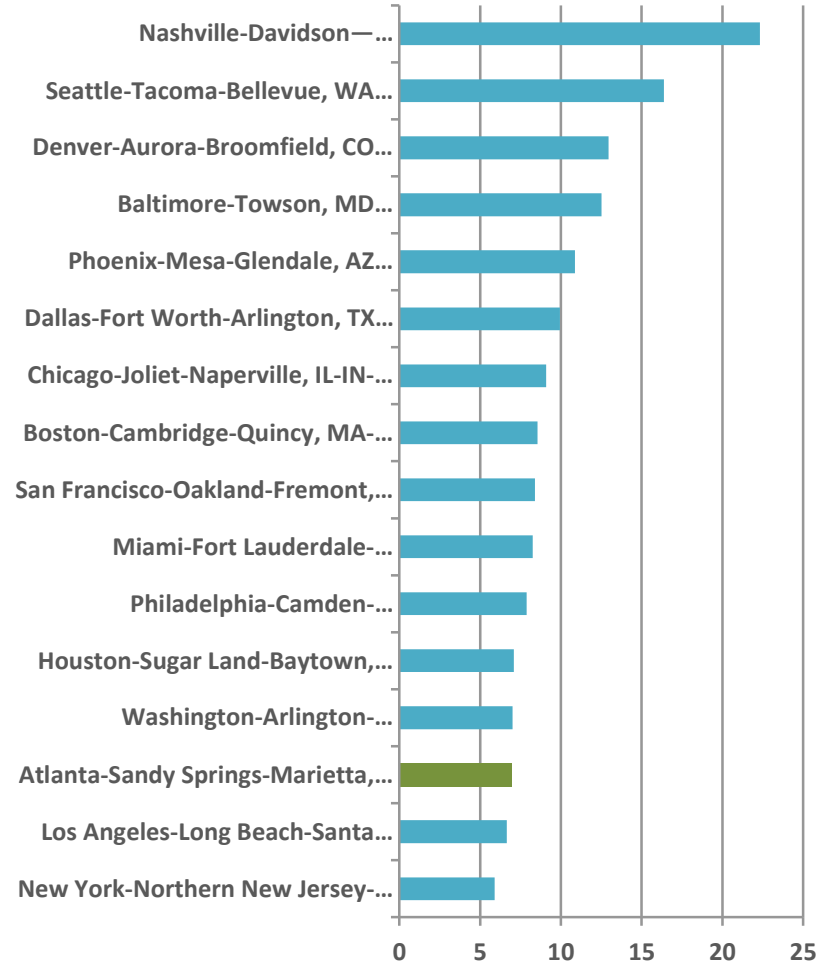 Nashville-Davidson—...
Seattle-Tacoma-Bellevue, WA...
Denver-Aurora-Broomfield, CO...
Baltimore-Towson, MD...
Phoenix-Mesa-Glendale, AZ...
Dallas-Fort Worth-Arlington, TX...
Chicago-Joliet-Naperville, IL-IN-...
Boston-Cambridge-Quincy, MA-...
San Francisco-Oakland-Fremont,...
Miami-Fort Lauderdale-...
Philadelphia-Camden-...
Houston-Sugar Land-Baytown,...
Washington-Arlington-...
Atlanta-Sandy Springs-Marietta,...
Los Angeles-Long Beach-Santa...
New York-Northern New Jersey-...
0 5 10 15 20 25